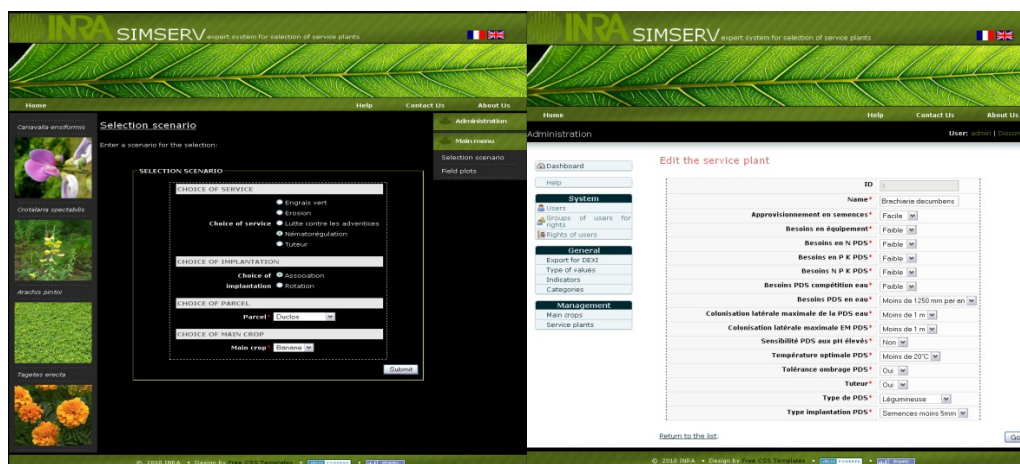 INRA SIMSERV expert system for selection of service plants
Home Help Contact Us About Us
Canavalia ensiformis
Crotalaria spectabilis
Arachis pintoi
Tagetes erecta
Selection scenario
Enter a scenario for the selection:
SELECTION SCENARIO
CHOICE OF SERVICE
Choice of service
Engrais vert
Erosion
Lutte contre les adventices
Nématorégulation
Tuteur
CHOICE OF IMPLANTATION
Choice of implantation
Association
Rotation
CHOICE OF PARCEL
Parcel* Duclos
CHOICE OF MAIN CROP
Main crop* Banane
Submit
Administration
Main menu
Selection scenario
Field plots
© 2010 INRA • Design by Free CSS Templates •
INRA SIMSERV expert system for selection of service plants
Home Help Contact Us About Us
Administration
User: admin | Discon
Dashboard
Help
System
Users
Groups of users for rights
Rights of users
General
Export for DEXI
Type of values
Indicators
Categories
Management
Main crops
Service plants
Edit the service plant
ID 9
Name* Brachieria decumbens
Approvisionnement en semences* Facile
Besoins en équipement* Faible
Besoins en N PDS* Faible
Besoins en P K PDS* Faible
Besoins N P K PDS* Faible
Besoins PDS compétition eau* Faible
Besoins PDS en eau* Moins de 1250 mm per an
Colonisation latérale maximale de la PDS eau* Moins de 1 m
Colonisation latérale maximale EM PDS* Moins de 1 m
Sensibilité PDS aux pH élevés* Non
Température optimale PDS* Moins de 20°C
Tolérance ombrage PDS* Oui
Tuteur* Oui
Type de PDS* Légumineuse
Type implantation PDS* Semences moins 5mm
Return to the list.
Go
© 2010 INRA • Design by Free CSS Templates •